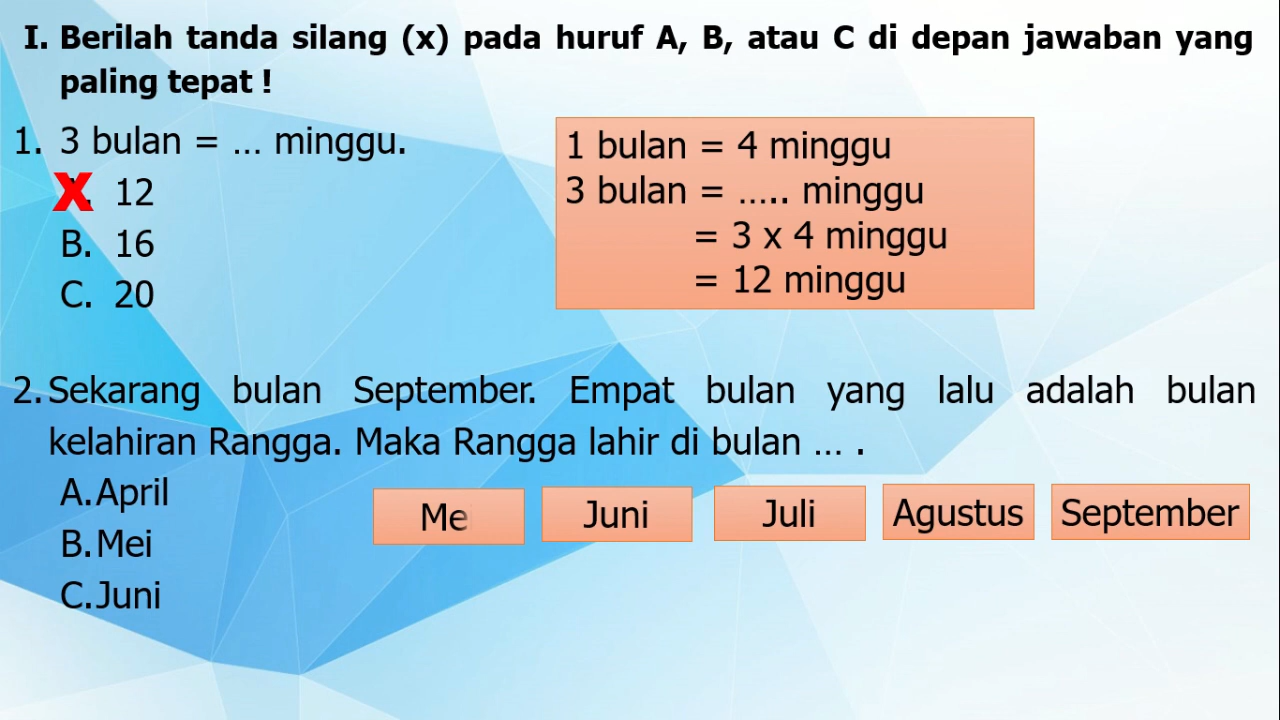 I. Berilah tanda silang (x) pada huruf A, B, atau C di depan jawaban yang
paling tepat !
1. 3 bulan = ... minggu.
X 12
B. 16
C. 20
1 bulan = 4 minggu
3 bulan = ..... minggu
= 3 x 4 minggu
= 12 minggu
2. Sekarang bulan September. Empat bulan yang lalu adalah bulan
kelahiran Rangga. Maka Rangga lahir di bulan ... .
A. April
B. Mei
C. Juni
Me Juni Juli Agustus September